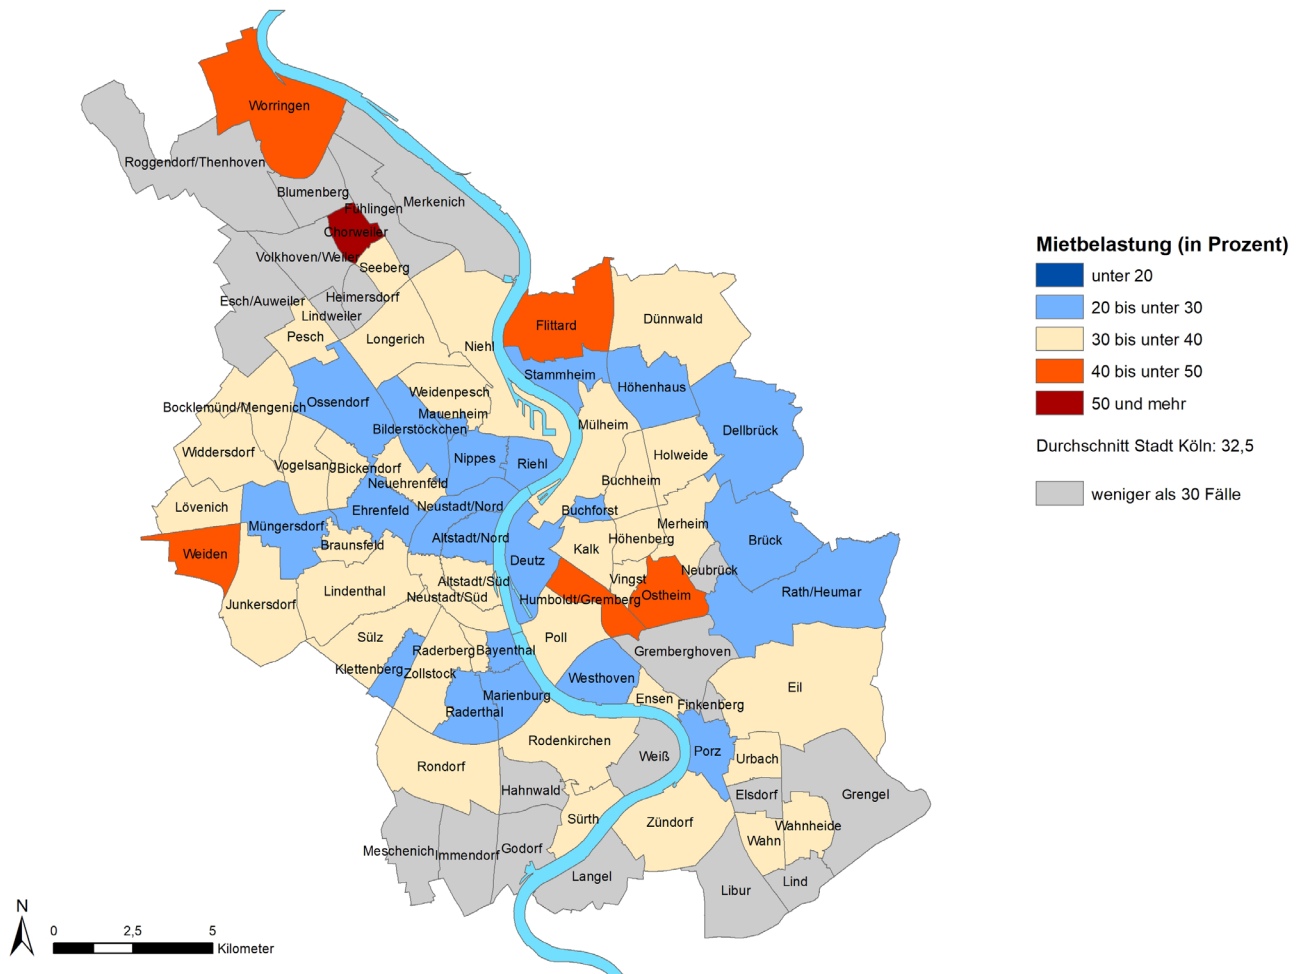 Worringen
Roggendorf/Thenhoven
Blumenberg
Fühlingen
Merkenich
Chorweiler
Volkhoven/Weiler
Seeberg
Esch/Auweiler
Heimersdorf
Lindweiler
Pesch
Longerich
Niehl
Flittard
Dünnwald
Stammheim
Höhenhaus
Weidenpesch
Ossendorf
Bocklemünd/Mengenich
Mauenheim
Bilderstöckchen
Mülheim
Dellbrück
Widdersdorf
Vogelsang
Bickendorf
Nippes
Riehl
Holweide
Neuehrenfeld
Buchheim
Lövenich
Ehrenfeld
Neustadt/Nord
Buchforst
Müngersdorf
Merheim
Altstadt/Nord
Höhenberg
Brück
Braunsfeld
Kalk
Weiden
Deutz
Neubrück
Altstadt/Süd
Vingst
Lindenthal
Neustadt/Süd
Humboldt/Gremberg
Ostheim
Rath/Heumar
Junkersdorf
Sülz
Poll
Raderberg
Bayenthal
Gremberghoven
Klettenberg
Zollstock
Westhoven
Eil
Marienburg
Ensen
Finkenberg
Raderthal
Rodenkirchen
Weiß
Porz
Urbach
Rondorf
Hahnwald
Elsdorf
Grengel
Sürth
Zündorf
Wahnheide
Wahn
Meschenich
Immendorf
Godorf
Langel
Lind
Libur
Mietbelastung (in Prozent)
unter 20
20 bis unter 30
30 bis unter 40
40 bis unter 50
50 und mehr
Durchschnitt Stadt Köln: 32,5
weniger als 30 Fälle
N
0 2,5 5
Kilometer